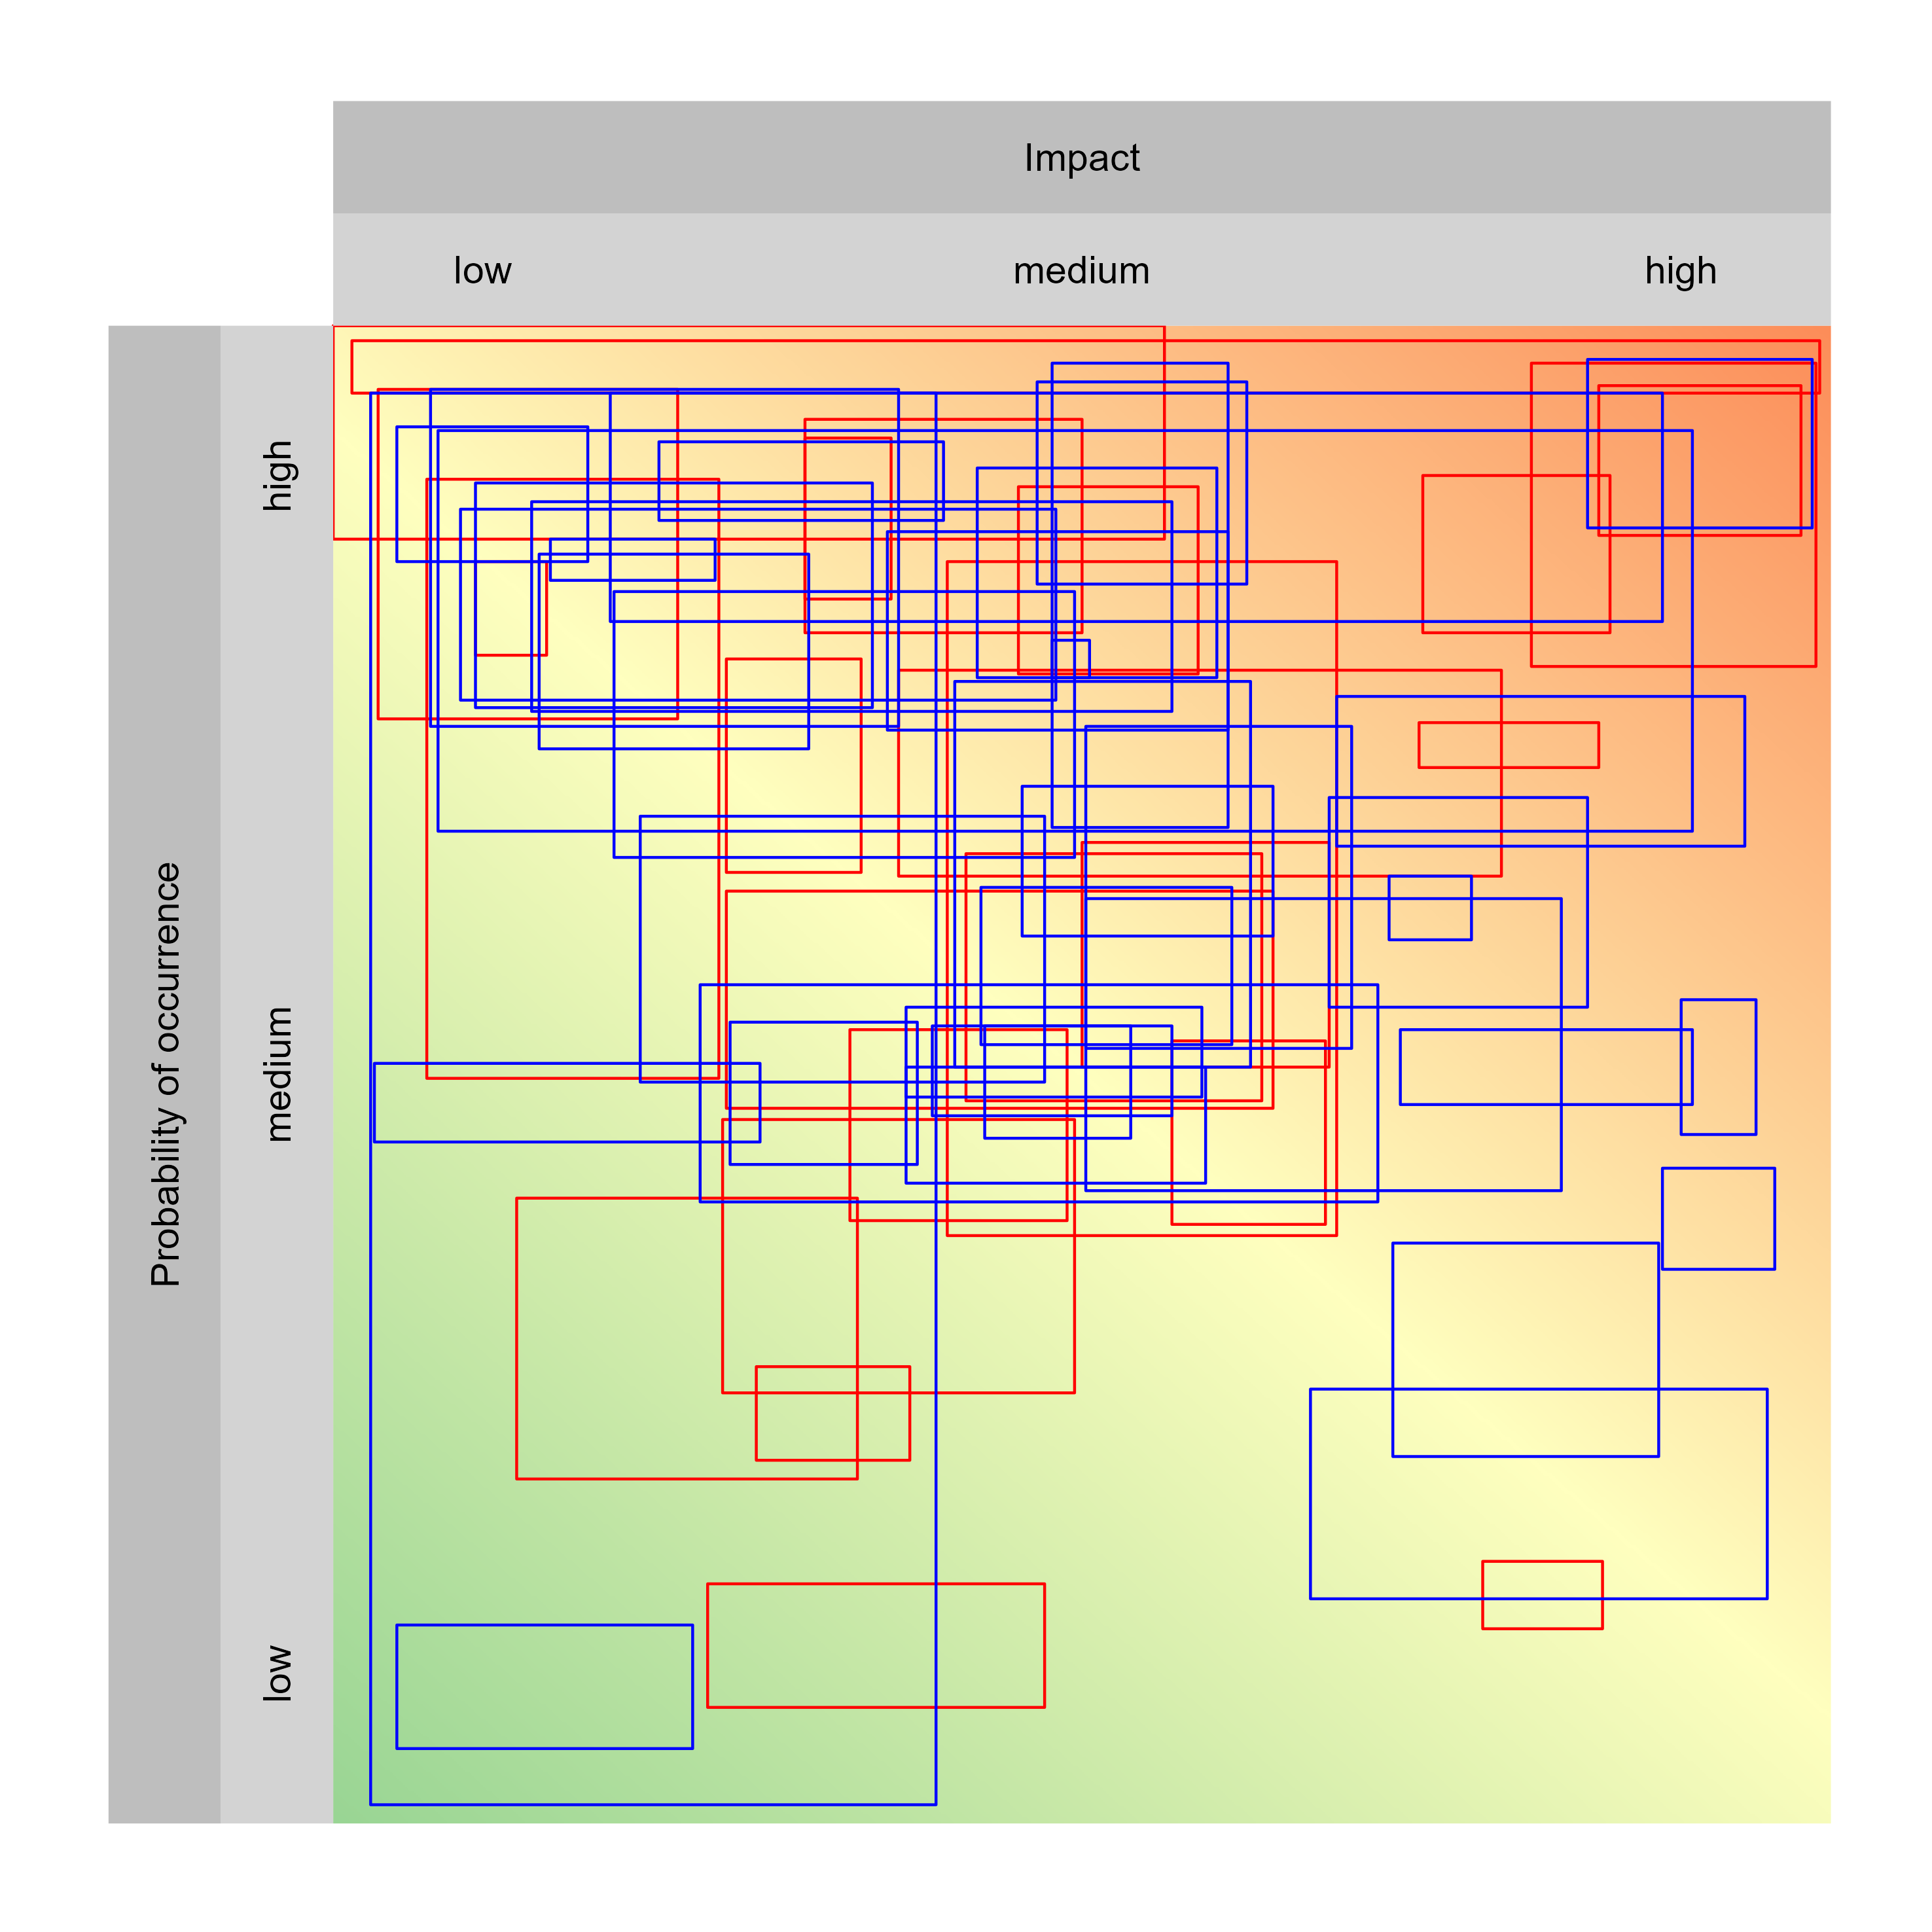 Impact
low medium high
Probability of occurrence
high
medium
low